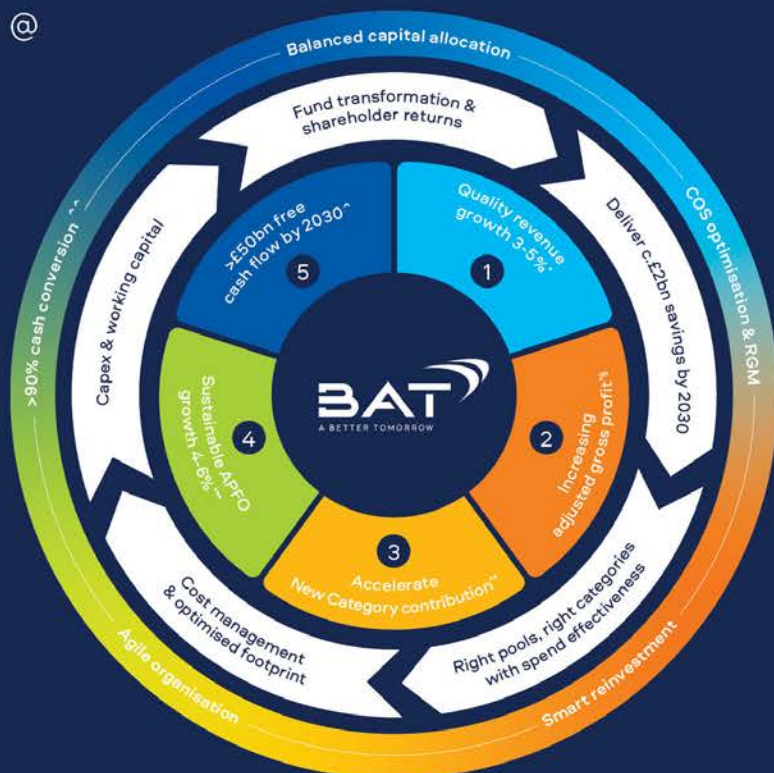 @
Balanced capital allocation
COS optimisation & RGM
Smart reinvestment
Agile organisation
>90% cash conversion ^^
Fund transformation &
shareholder returns
Deliver c.£2bn savings by 2030
Right pools, right categories
with spend effectiveness
Cost management
& optimised footprint
Capex & working capital
Quality revenue
growth 3-5%*
1
2
Increasing
adjusted gross profit*§
3
Accelerate
New Category contribution**
4
Sustainable APFO
growth 4-6%***
>£50bn free
cash flow by 2030^
5
BAT
A BETTER TOMORROW